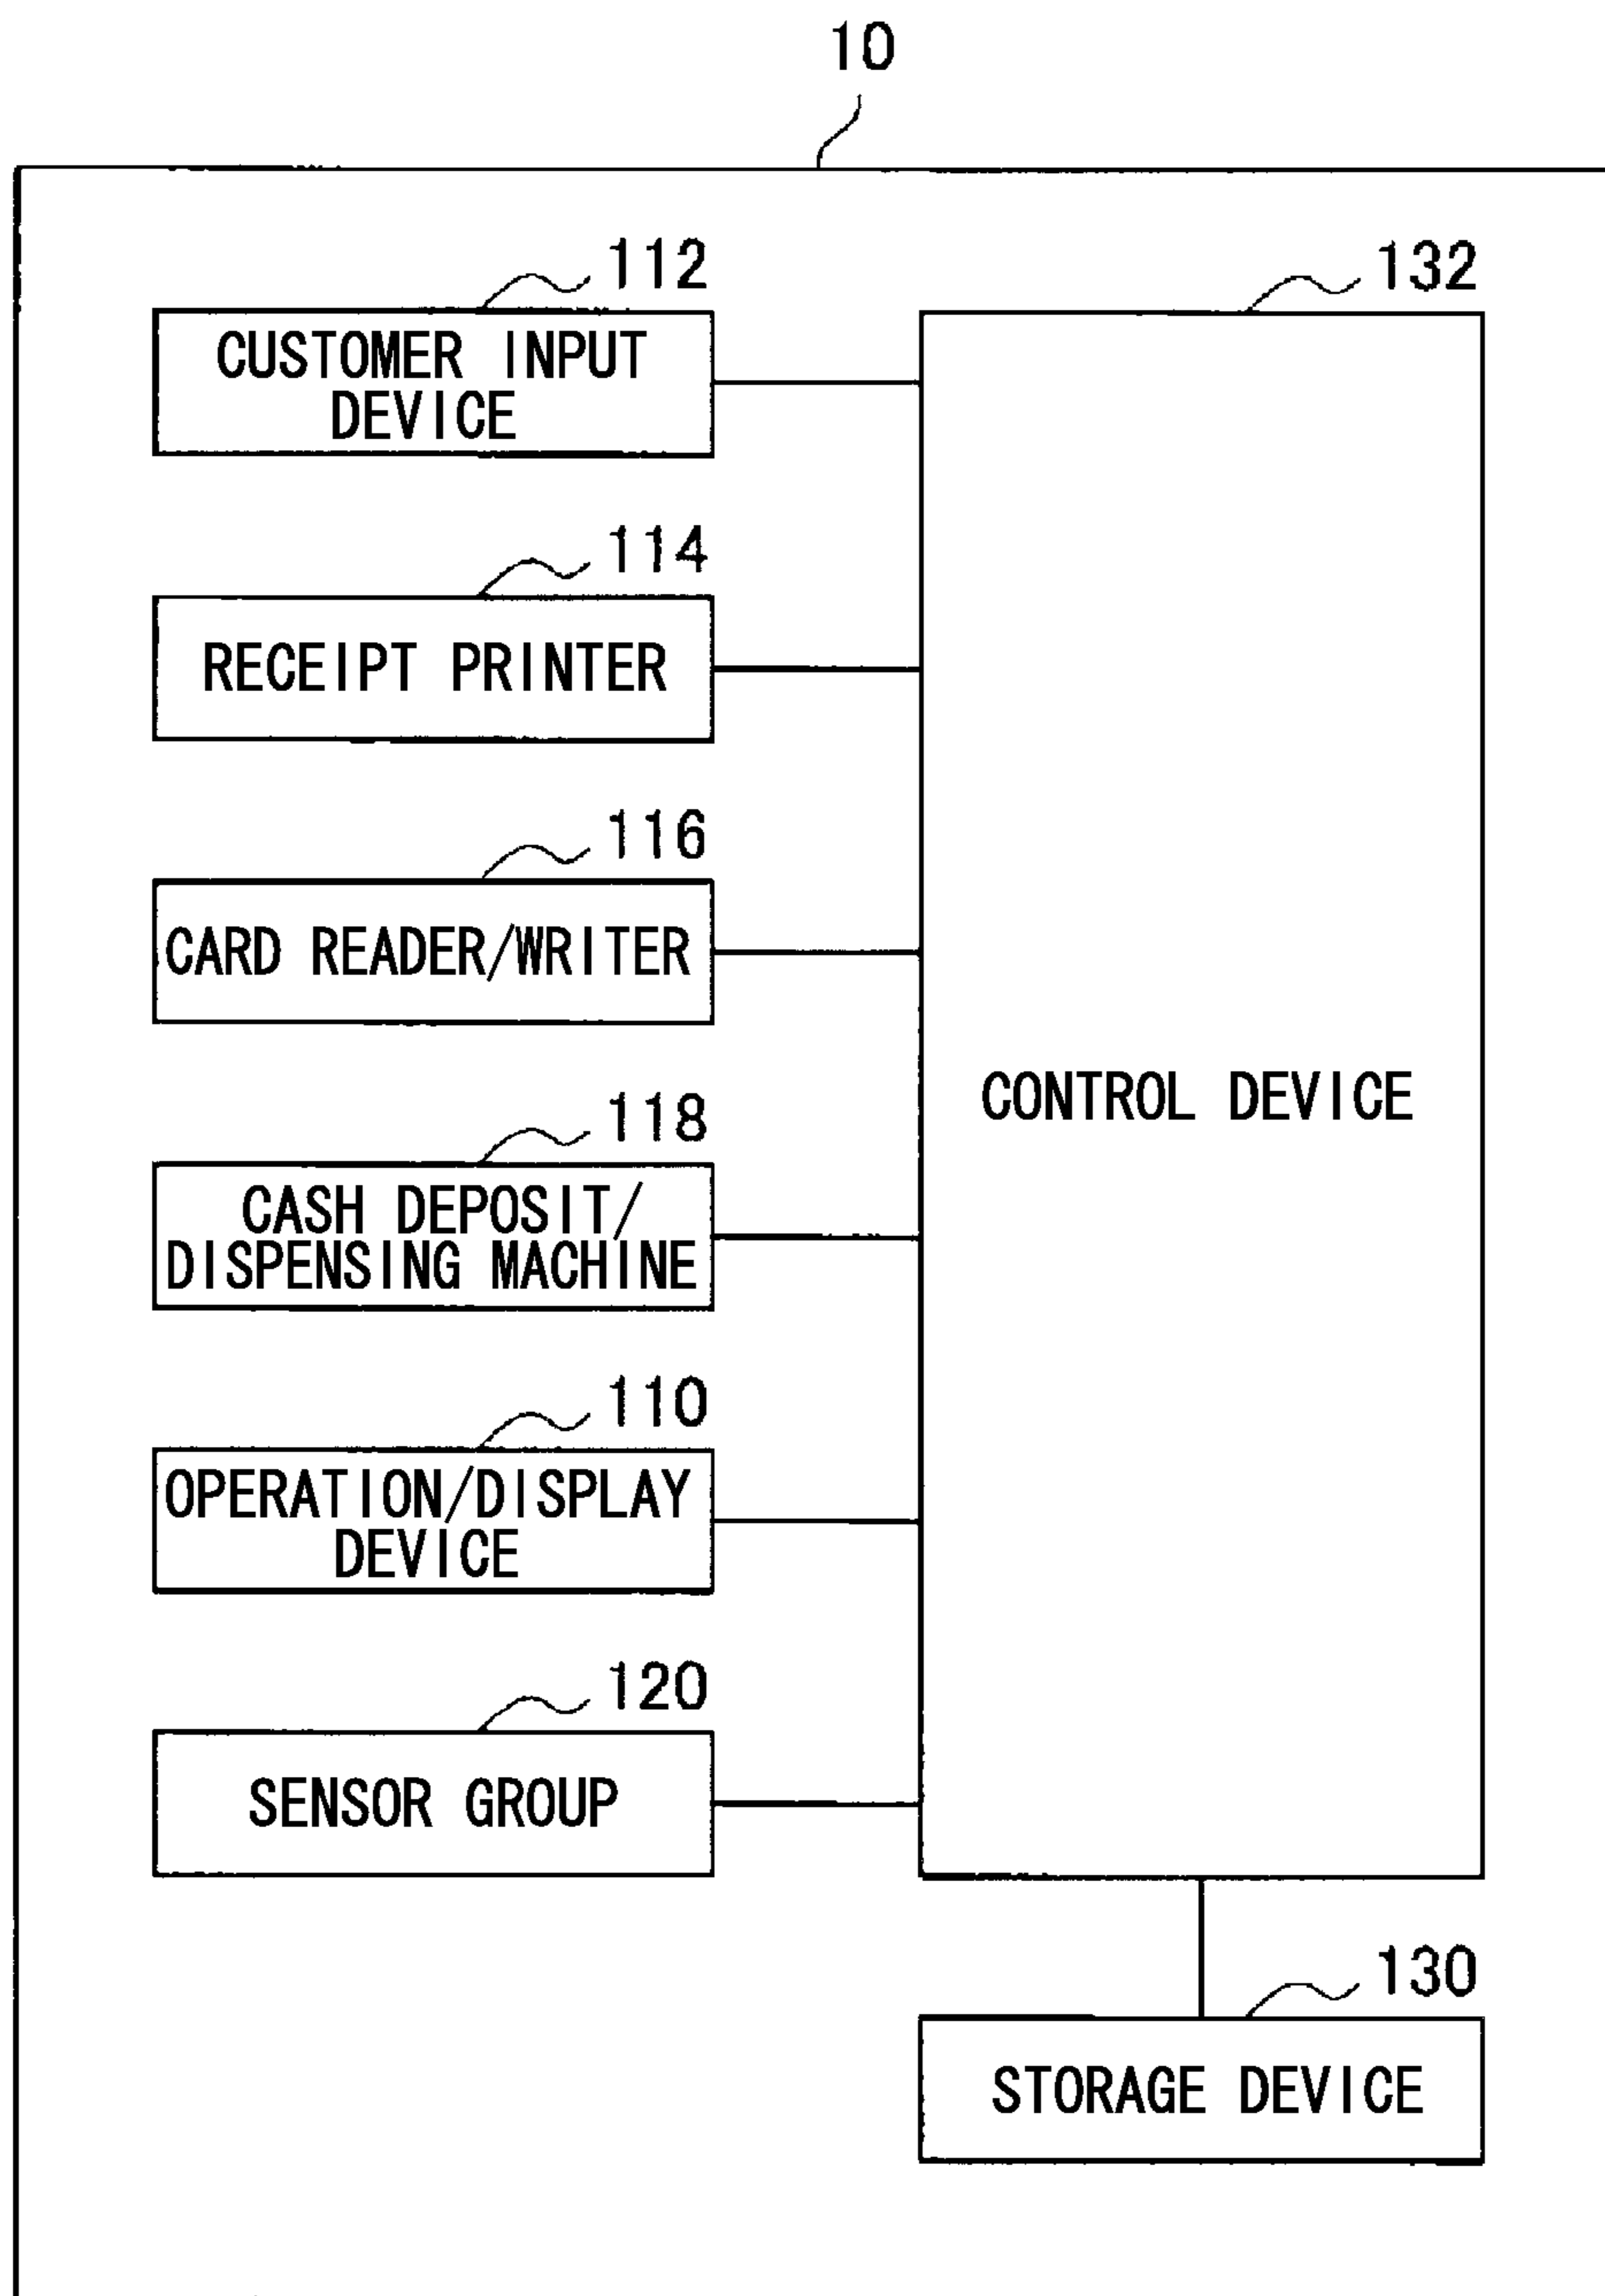 10
112
132
CUSTOMER INPUT
DEVICE
114
RECEIPT PRINTER
116
CARD READER/WRITER
CONTROL DEVICE
118
CASH DEPOSIT/
DISPENSING MACHINE
110
OPERATION/DISPLAY
DEVICE
120
SENSOR GROUP
130
STORAGE DEVICE